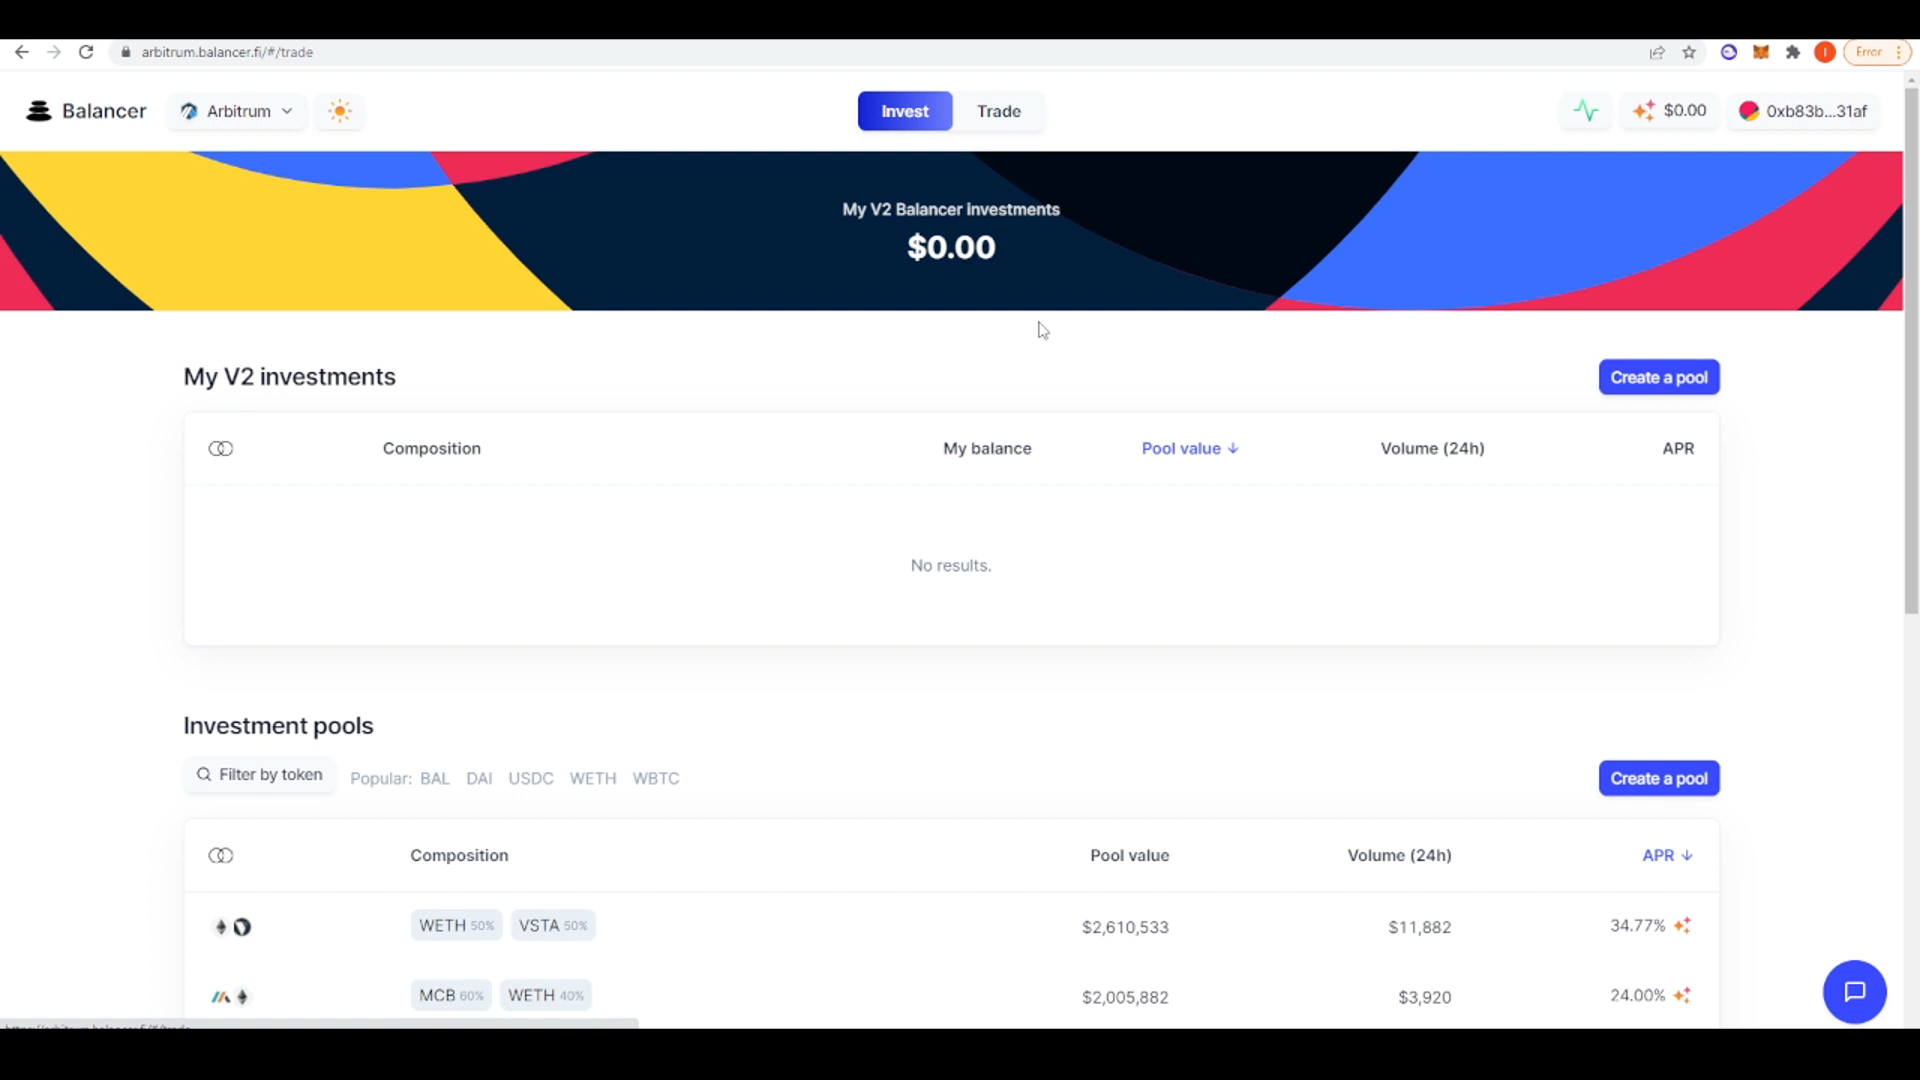 arbitrum.balancer.fi/#/trade
I
Error
Balancer
Arbitrum
Invest
Trade
$0.00
0xb83b...31af
My V2 Balancer investments
$0.00
My V2 investments
Create a pool
Composition
My balance
Pool value ↓
Volume (24h)
APR
No results.
Investment pools
Filter by token
Popular: BAL DAI USDC WETH WBTC
Create a pool
Composition
Pool value
Volume (24h)
APR ↓
WETH 50% VSTA 50% $2,610,533 $11,882 34.77%
MCB 60% WETH 40% $2,005,882 $3,920 24.00%